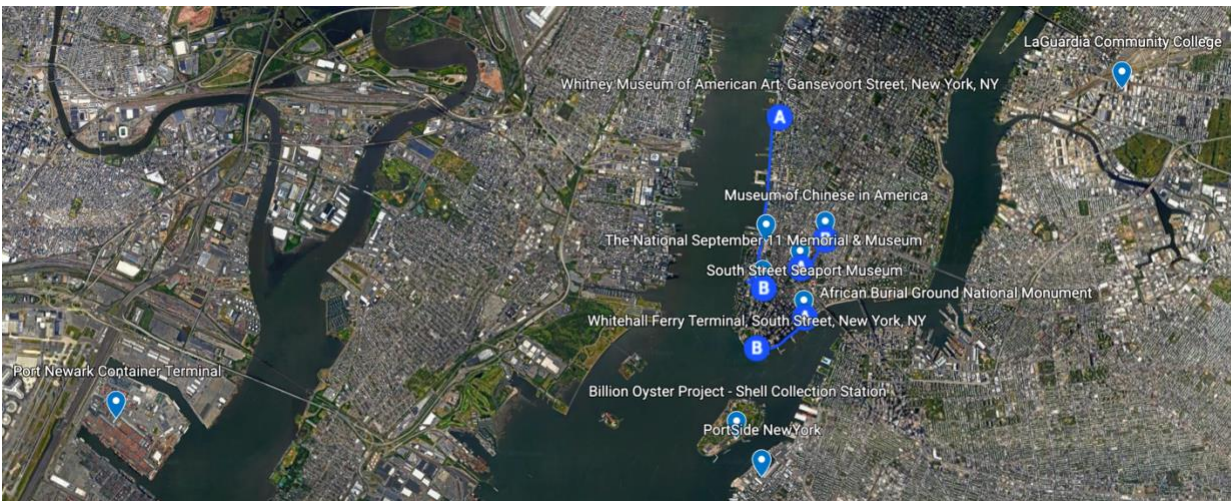 LaGuardia Community College
Whitney Museum of American Art, Gansevoort Street, New York, NY
A
Museum of Chinese in America
B
The National September 11 Memorial & Museum
A
South Street Seaport Museum
B
African Burial Ground National Monument
A
Whitehall Ferry Terminal, South Street, New York, NY
B
Port Newark Container Terminal
Billion Oyster Project - Shell Collection Station
PortSide NewYork